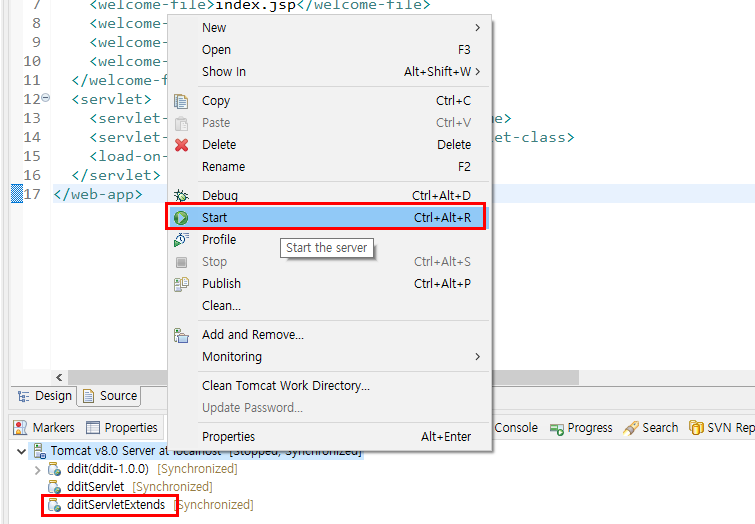 7 <welcome-file>index.jsp</welcome-file>
8 <welcome-
9 <welcome-
10 <welcome-
11 </welcome-f
12 <servlet>
13 <servlet- e>
14 <servlet- let-class>
15 <load-on-
16 </servlet>
17 </web-app>
New
Open F3
Show In Alt+Shift+W
Copy Ctrl+C
Paste Ctrl+V
Delete Delete
Rename F2
Debug Ctrl+Alt+D
Start Ctrl+Alt+R
Profile
Start the server
Stop Ctrl+Alt+S
Publish Ctrl+Alt+P
Clean...
Add and Remove...
Monitoring
Clean Tomcat Work Directory...
Update Password...
Properties Alt+Enter
Design Source
Markers Properties Console Progress Search SVN Rep
Tomcat v8.0 Server at localhost [Stopped, Synchronized]
ddit(ddit-1.0.0) [Synchronized]
dditServlet [Synchronized]
dditServletExtends [Synchronized]